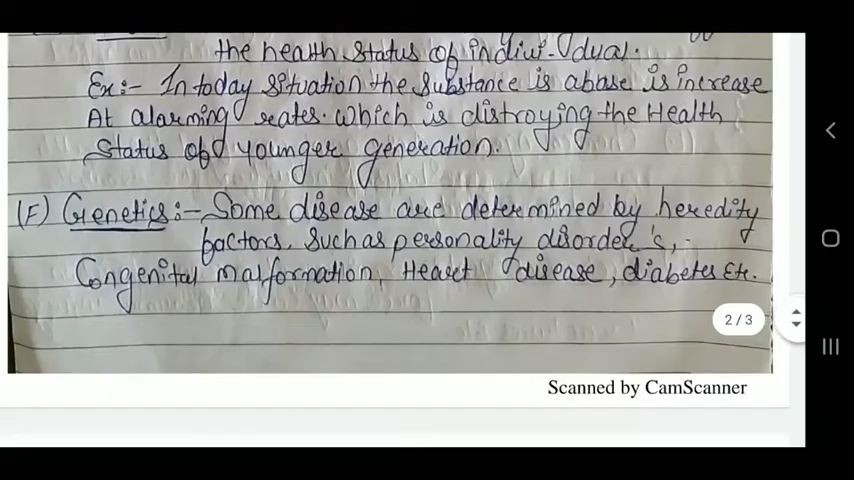 the health status of indivi-dual.
Ex:- In today situation the substance is abase is increase
At alarming rates. which is distroying the Health
Status of younger generation.
(F) Genetics:- Some disease are determined by heredity
factors. Such as personality disorder's,
Congenital malformation, Heart disease, diabetes Etc.
2/3
Scanned by CamScanner